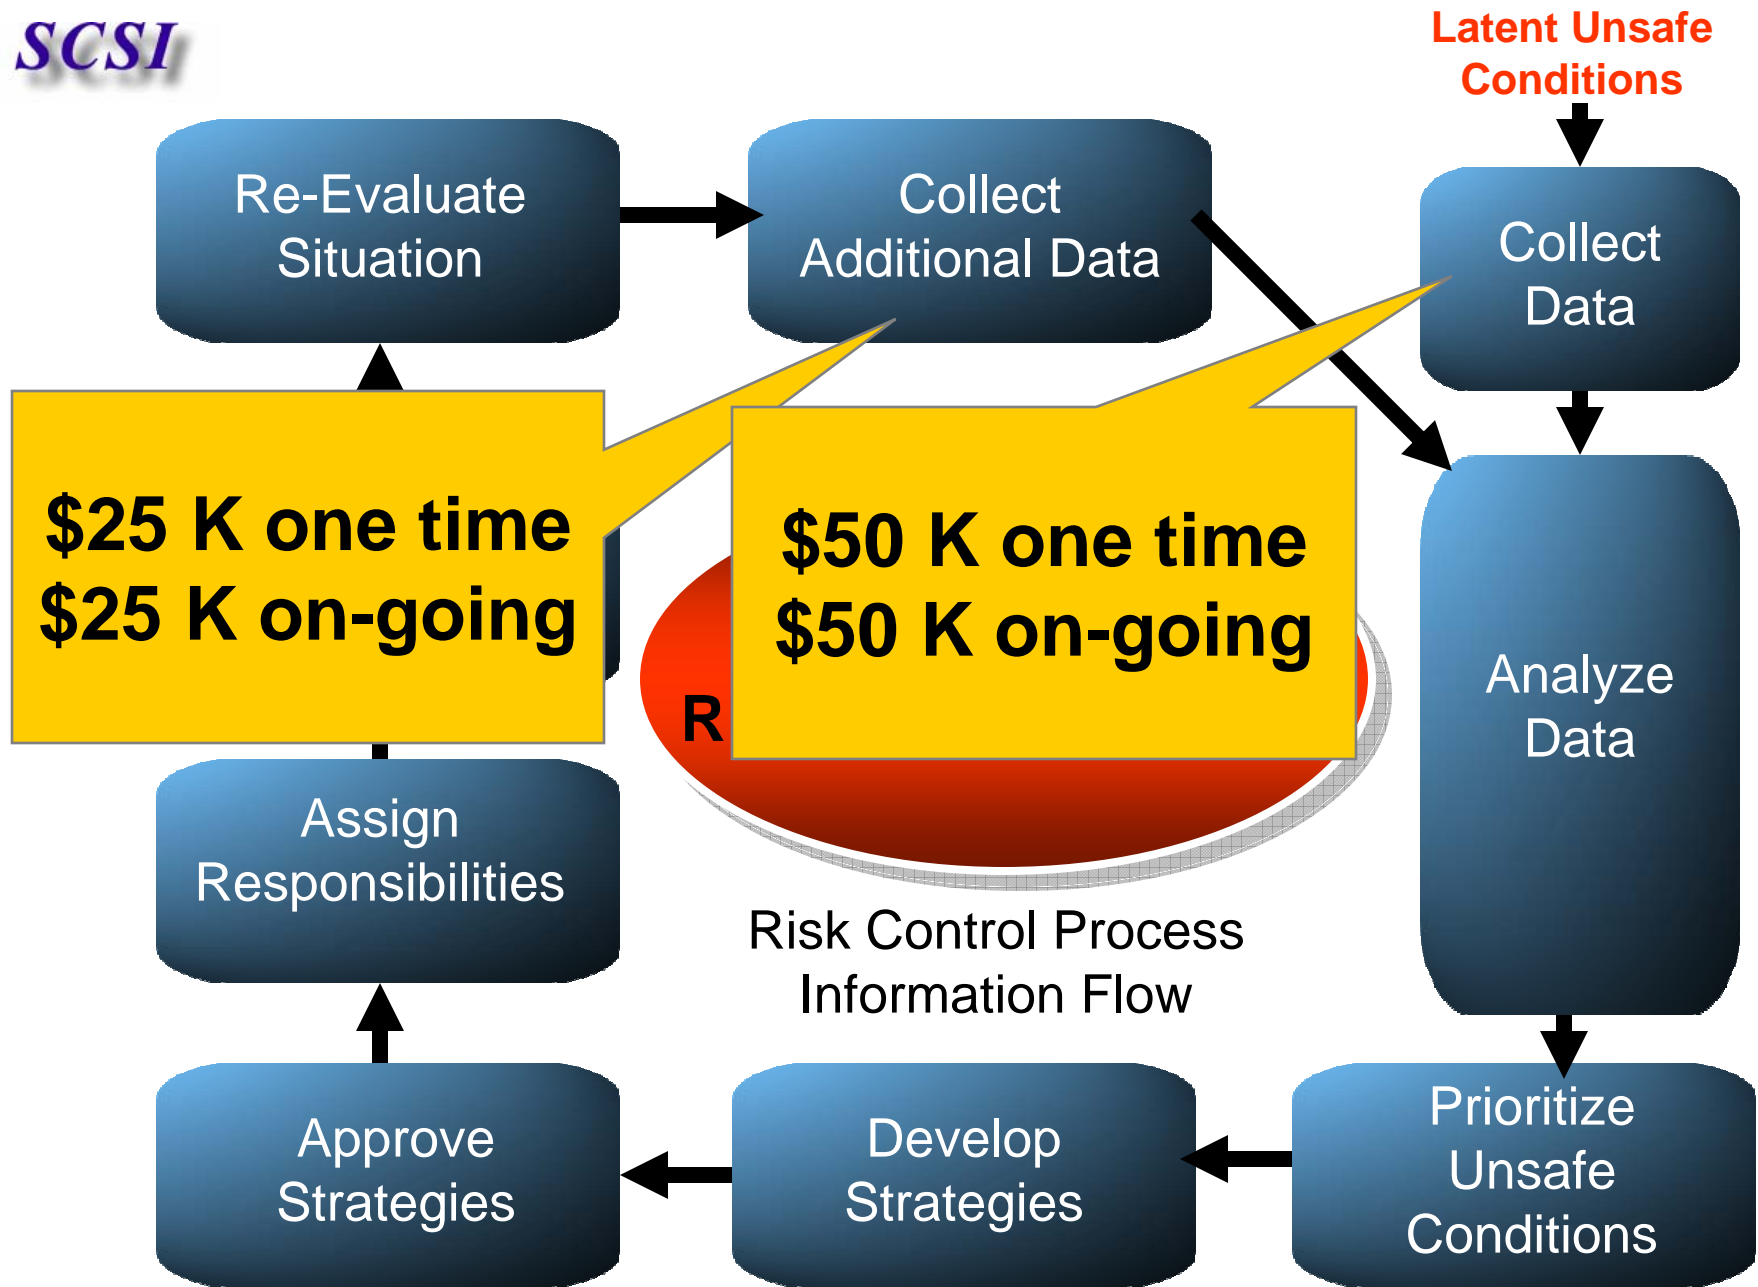 SCSI
Latent Unsafe
Conditions
Re-Evaluate
Situation
Collect
Additional Data
Collect
Data
$25 K one time
$25 K on-going
$50 K one time
$50 K on-going
R
Analyze
Data
Assign
Responsibilities
Risk Control Process
Information Flow
Approve
Strategies
Develop
Strategies
Prioritize
Unsafe
Conditions